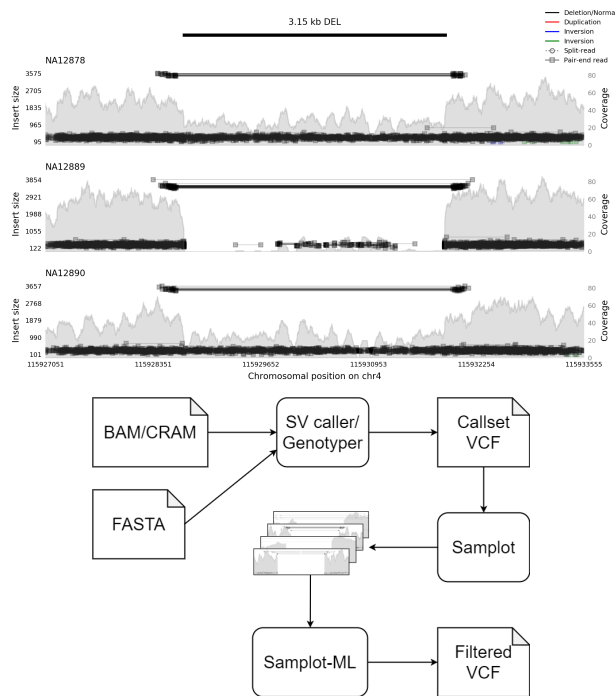 3.15 kb DEL
Deletion/Norma
Duplication
Inversion
Inversion
Split-read
Pair-end read
NA12878
Insert size
3575
2705
1835
965
95
80
60
40
20
0
Coverage
NA12889
Insert size
3854
2921
1988
1055
122
80
60
40
20
0
Coverage
NA12890
Insert size
3657
2768
1879
990
101
80
60
40
20
0
Coverage
115927051 115928351 115929652 115930953 115932254 115933555
Chromosomal position on chr4
BAM/CRAM
SV caller/
Genotyper
Callset
VCF
FASTA
Samplot
Samplot-ML
Filtered
VCF